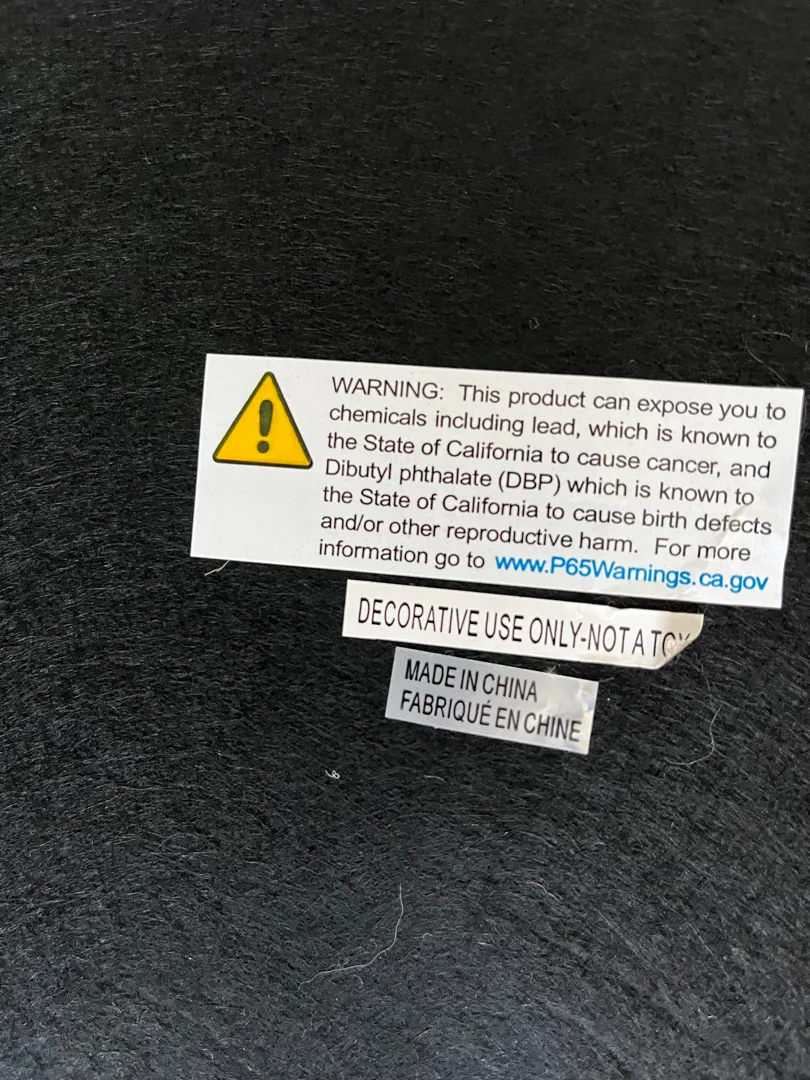 WARNING: This product can expose you to
chemicals including lead, which is known to
the State of California to cause cancer, and
Dibutyl phthalate (DBP) which is known to
the State of California to cause birth defects
and/or other reproductive harm. For more
information go to www.P65Warnings.ca.gov
DECORATIVE USE ONLY-NOT A TOY
MADE IN CHINA
FABRIQUÉ EN CHINE